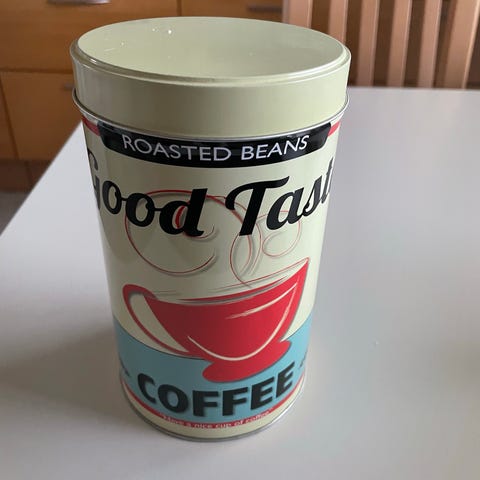 ROASTED BEANS
Good Tast
COFFEE
"Have a nice cup of coffee"